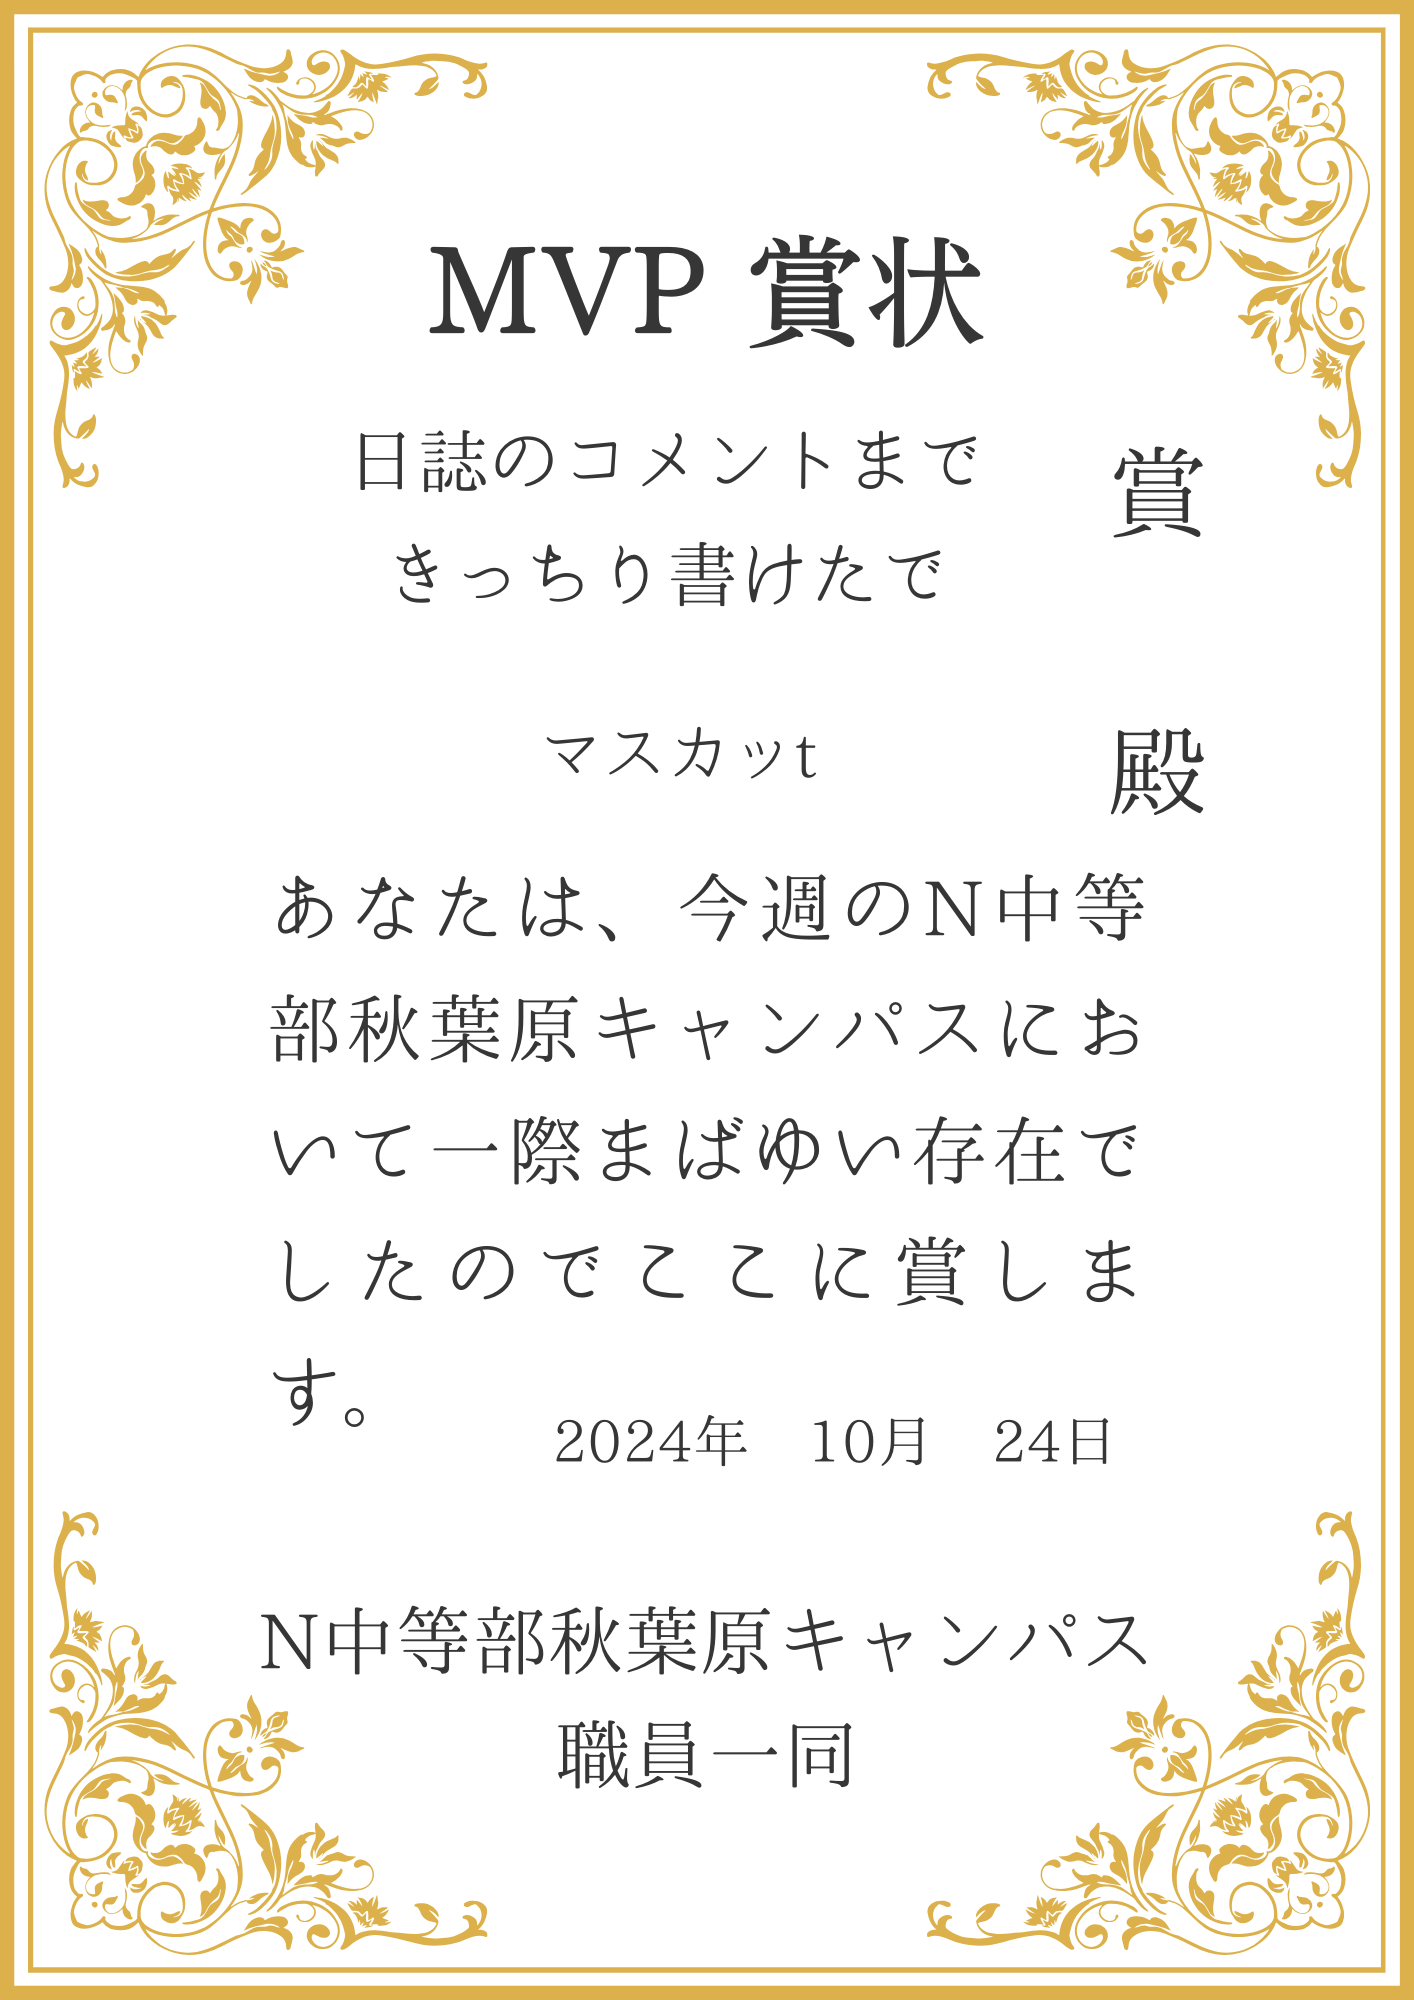 MVP 賞状
日誌のコメントまで
きっちり書けたで
賞
マスカッt
殿
あなたは、今週のN中等
部秋葉原キャンパスにお
いて一際まばゆい存在で
したのでここに賞しま
す。
2024年　10月　24日
N中等部秋葉原キャンパス
職員一同